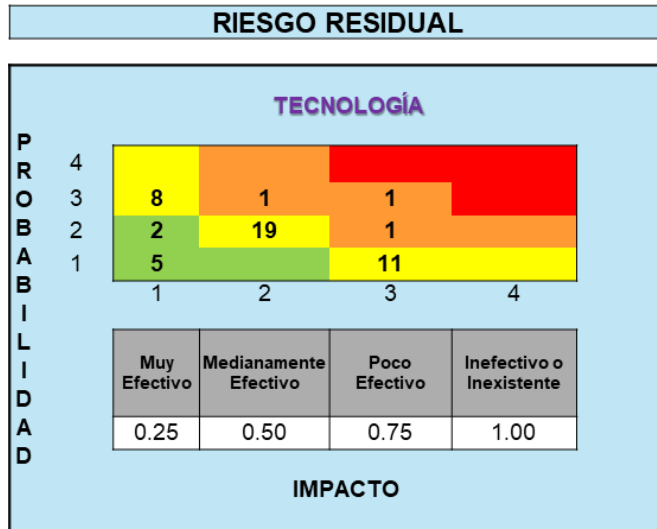 RIESGO RESIDUAL
TECNOLOGÍA
PROBABILIDAD
4
3 8 1 1
2 2 19 1
1 5 11
1 2 3 4
Muy Efectivo Medianamente Efectivo Poco Efectivo Inefectivo o Inexistente
0.25 0.50 0.75 1.00
IMPACTO